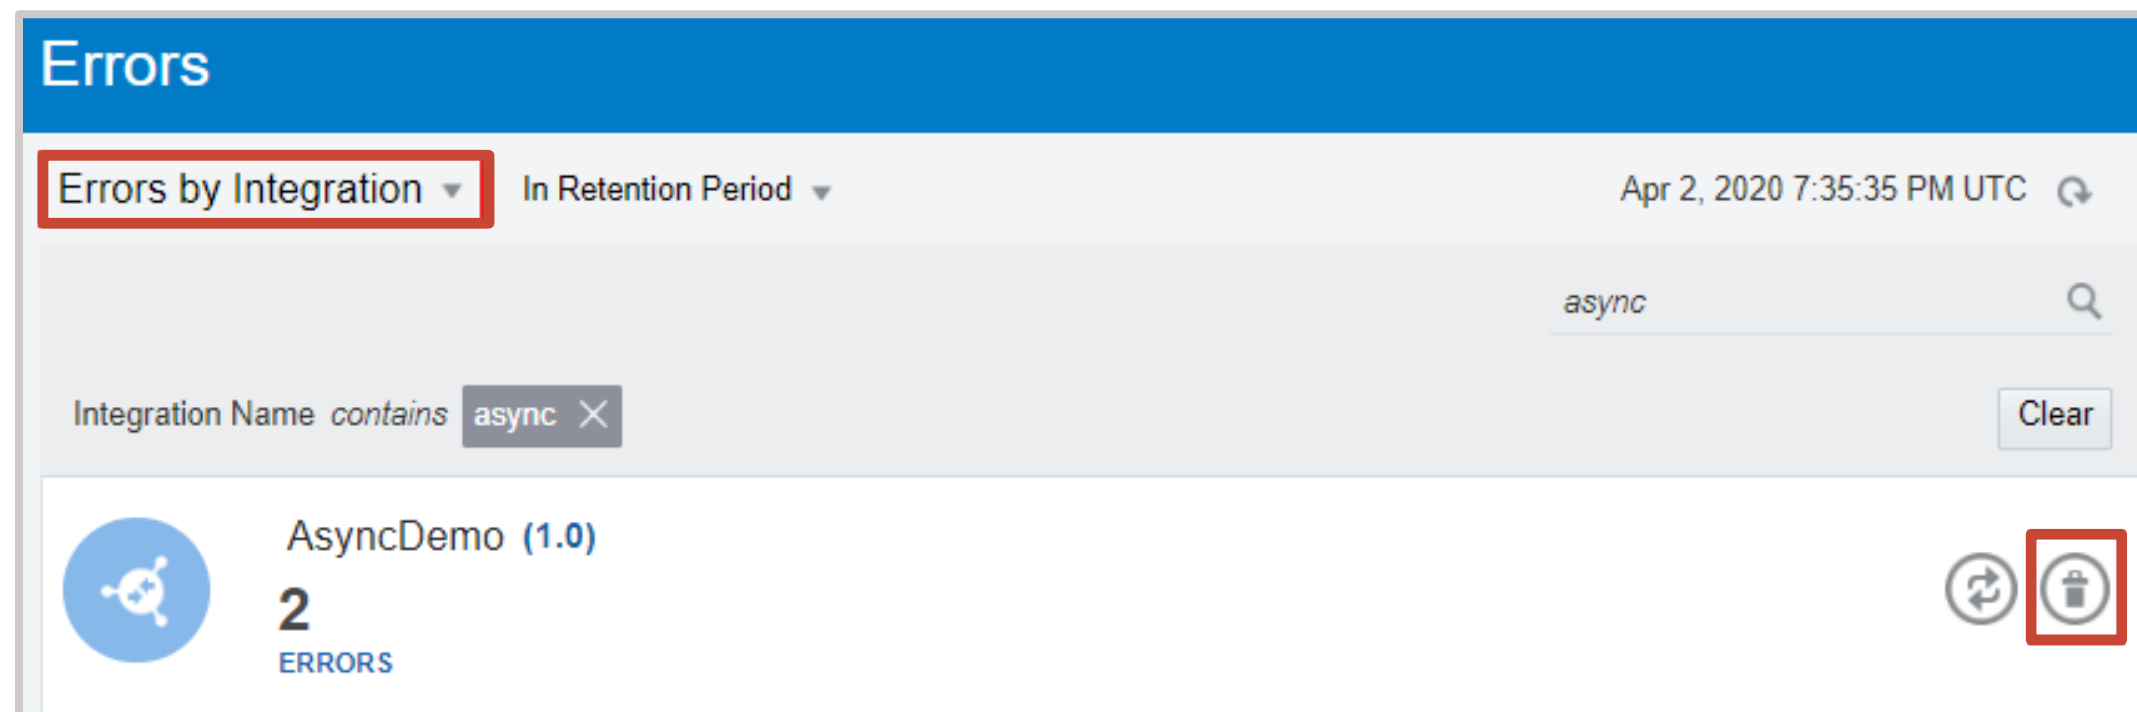 Errors
Errors by Integration In Retention Period Apr 2, 2020 7:35:35 PM UTC
async
Integration Name contains async Clear
AsyncDemo (1.0)
2
ERRORS